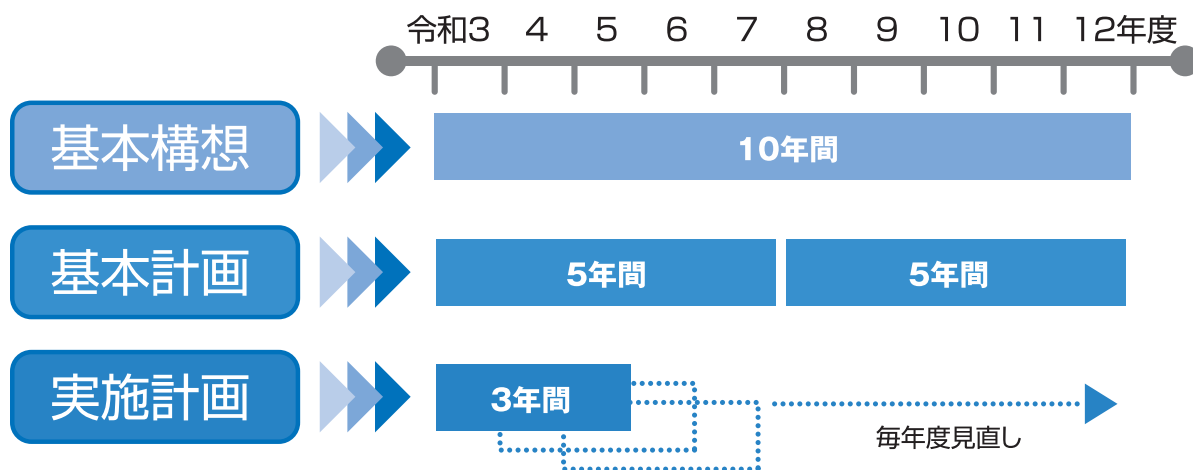 令和3 4 5 6 7 8 9 10 11 12年度
基本構想
10年間
基本計画
5年間 5年間
実施計画
3年間
毎年度見直し